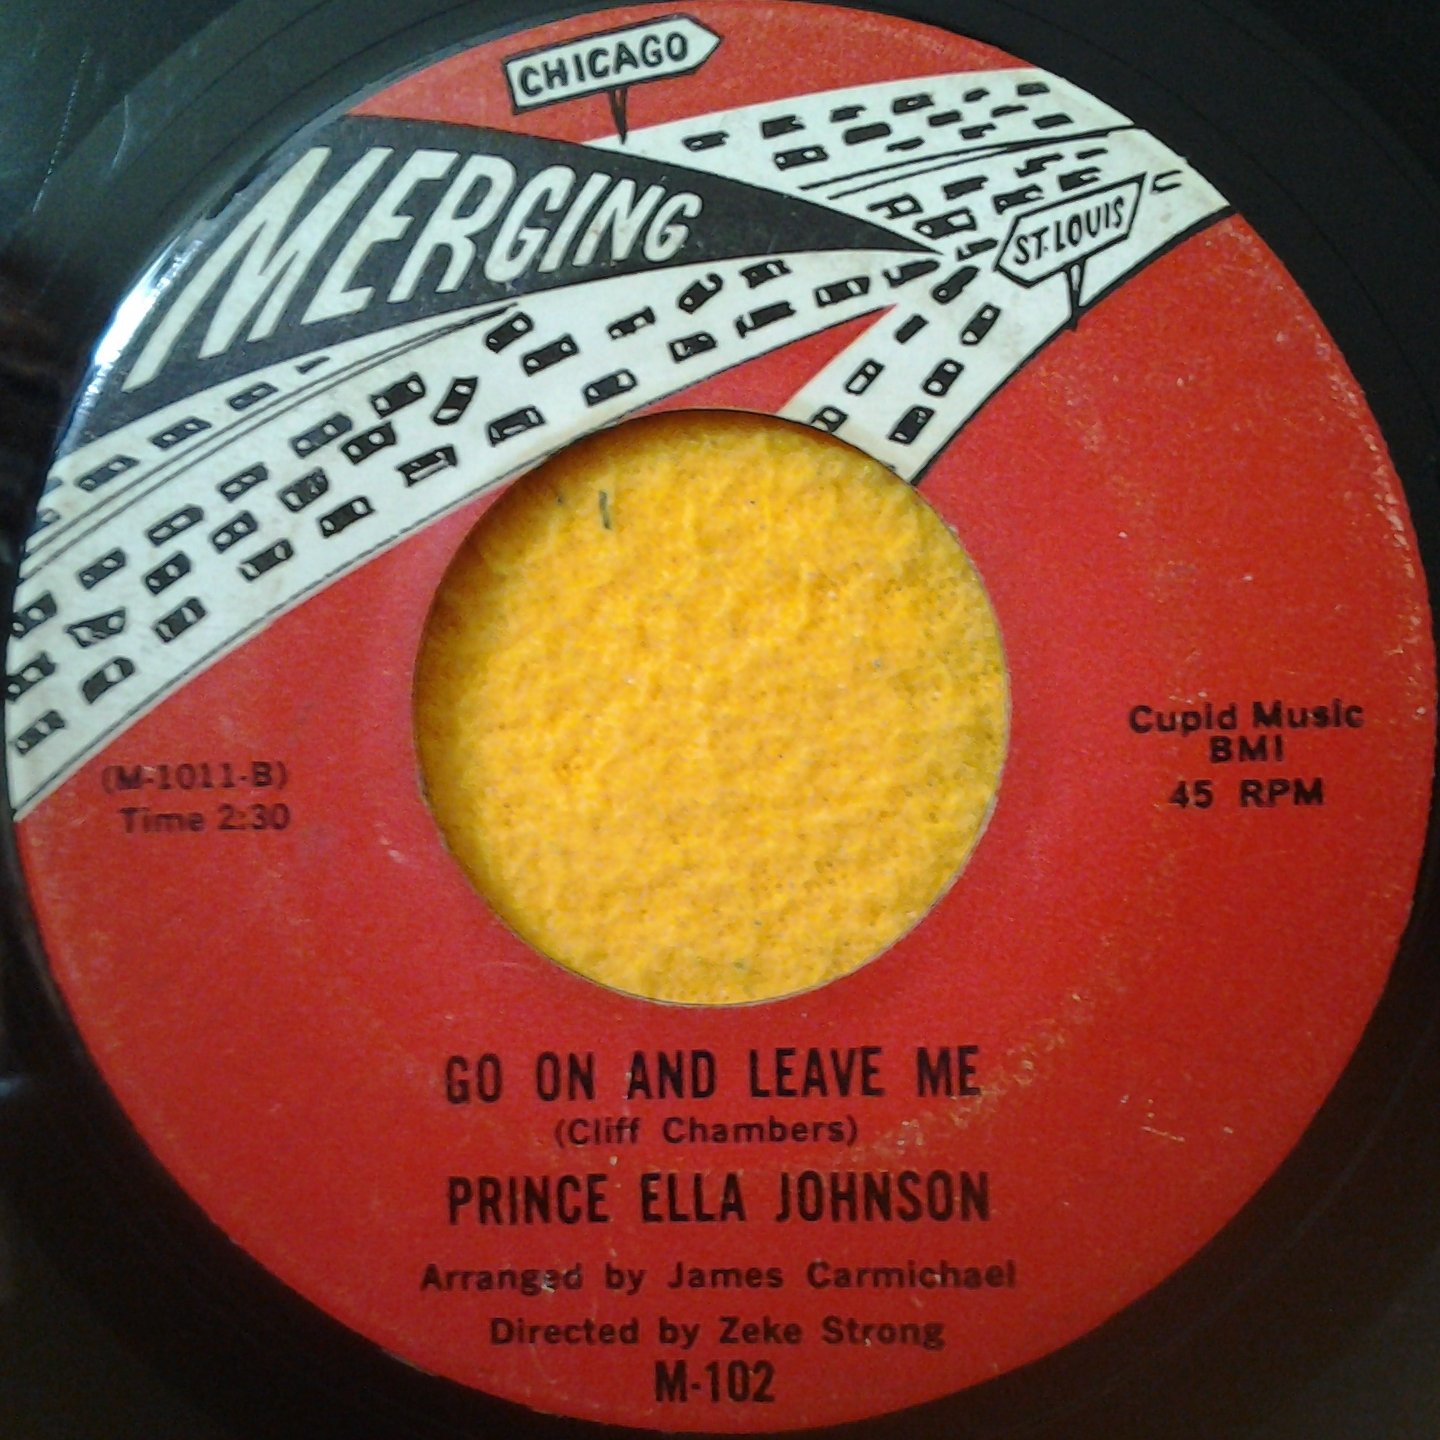 CHICAGO
MERGING
ST. LOUIS
(M-1011-B)
Time 2:30
Cupid Music
BMI
45 RPM
GO ON AND LEAVE ME
(Cliff Chambers)
PRINCE ELLA JOHNSON
Arranged by James Carmichael
Directed by Zeke Strong
M-102